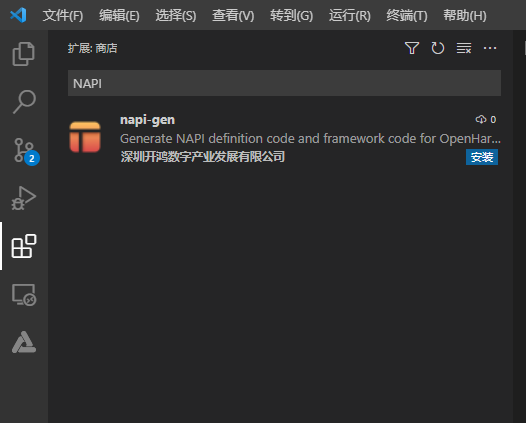 文件(F) 编辑(E) 选择(S) 查看(V) 转到(G) 运行(R) 终端(T) 帮助(H)
扩展: 商店
NAPI
napi-gen 0
Generate NAPI definition code and framework code for OpenHar...
深圳开鸿数字产业发展有限公司 安装
2